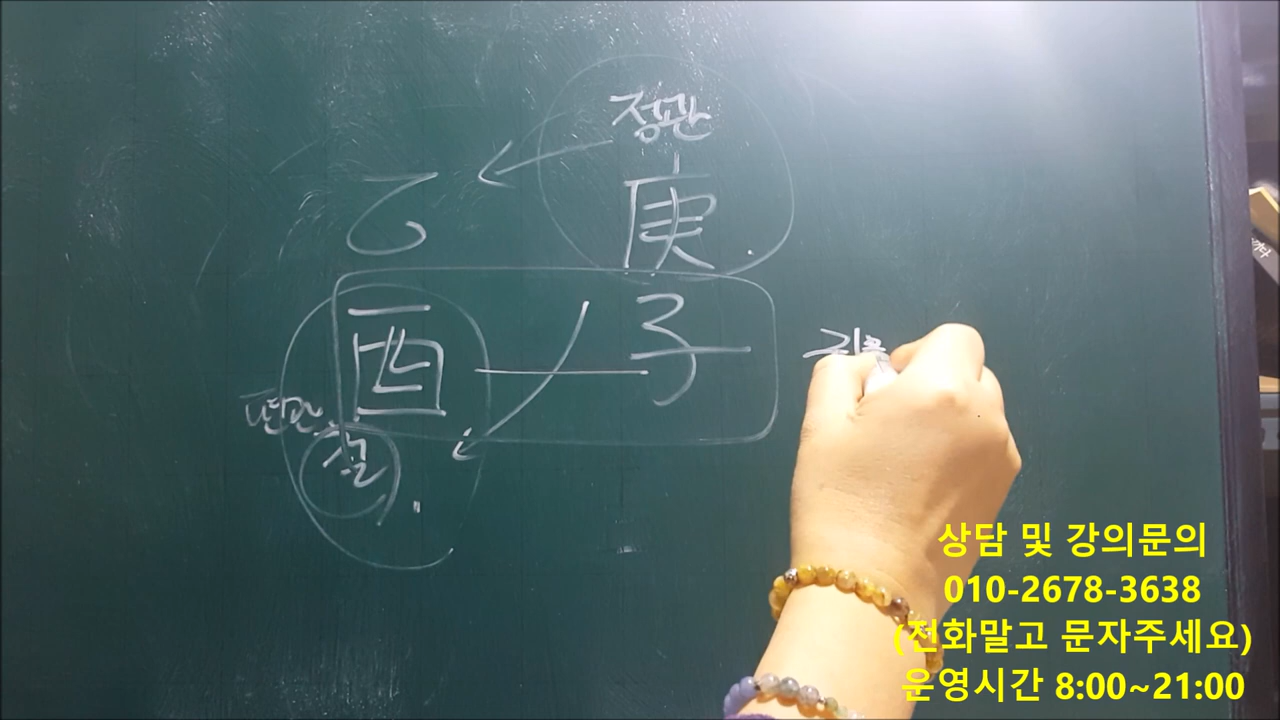 정관
乙 庚
酉 子
편관
살
상담 및 강의문의
010-2678-3638
(전화말고 문자주세요)
운영시간 8:00~21:00